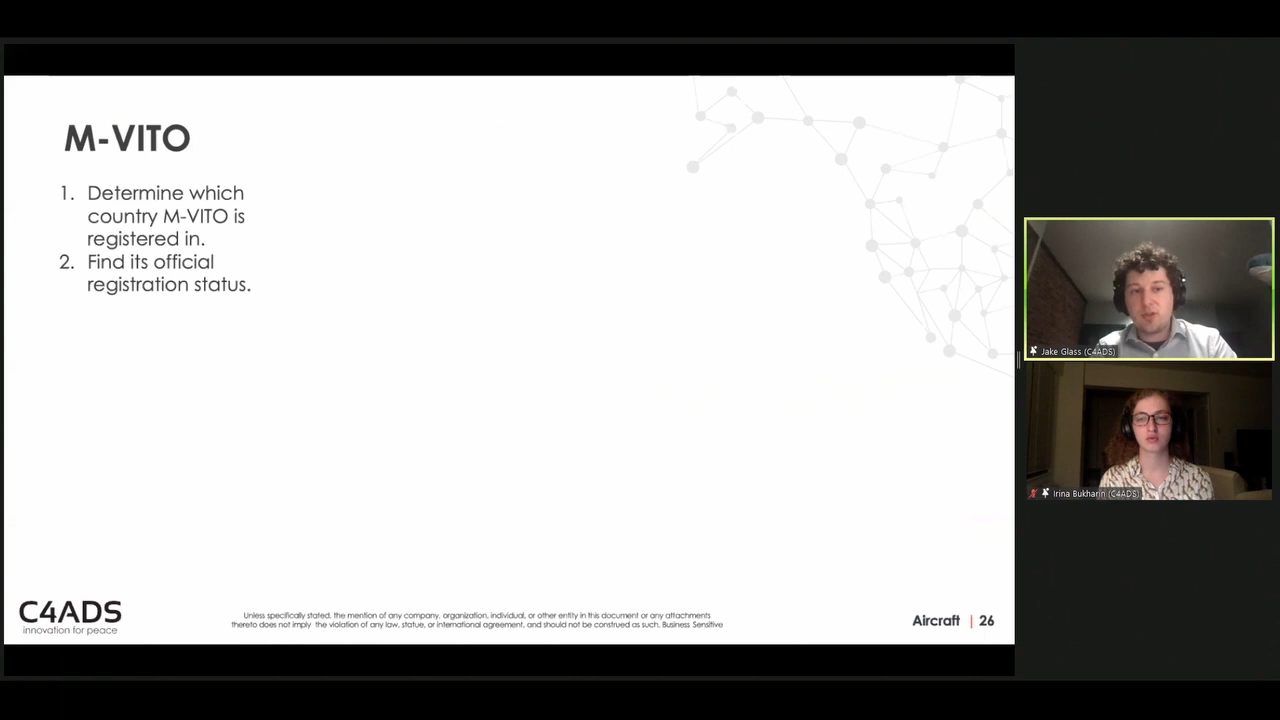 M-VITO
1. Determine which
country M-VITO is
registered in.
2. Find its official
registration status.
C4ADS
innovation for peace
Unless specifically stated, the mention of any company, organization, individual, or other entity in this document or any attachments
thereto does not imply the violation of any law, statue, or international agreement, and should not be construed as such. Business Sensitive
Aircraft | 26
Jake Glass (C4ADS)
Irina Bukharin (C4ADS)